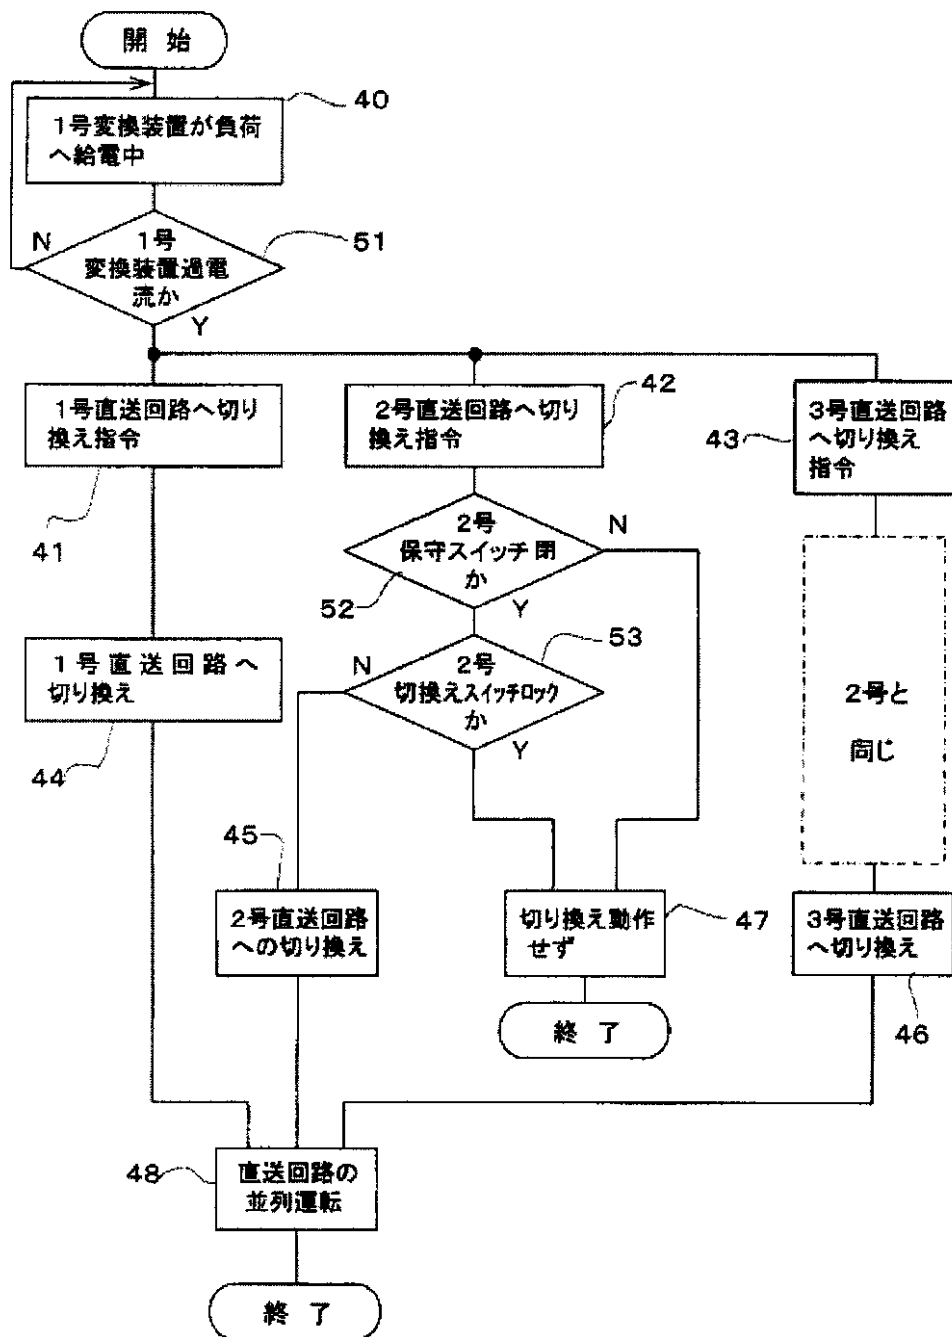 開 始
40
1号変換装置が負荷
へ給電中
N
1号
変換装置過電
流か
51
Y
1号直送回路へ切り
換え指令
41
2号直送回路へ切り
換え指令
42
3号直送回路
へ切り換え
指令
43
2号
保守スイッチ閉
か
N
52
Y
1号直送回路へ
切り換え
44
N
2号
切換えスイッチロック
か
53
Y
2号と
同じ
45
2号直送回路
への切り換え
切り換え動作
せず
47
3号直送回路
へ切り換え
46
終 了
48
直送回路の
並列運転
終 了